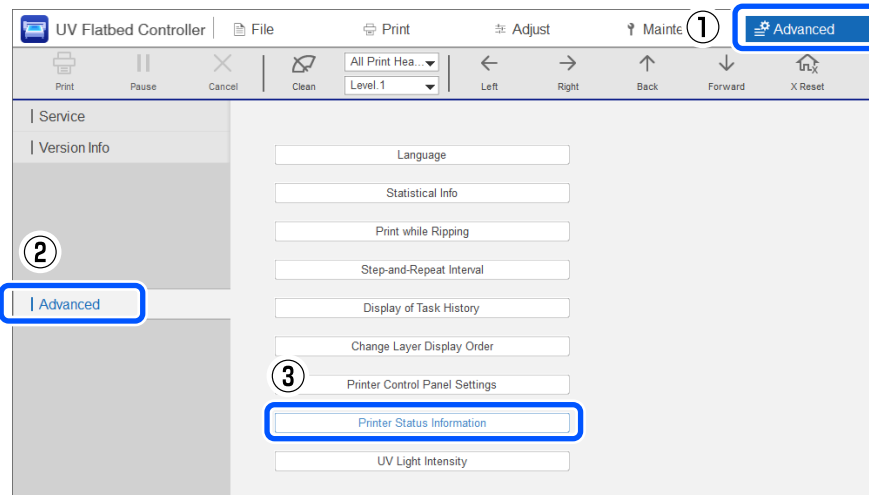 UV Flatbed Controller File Print Adjust Mainte ① Advanced
Print Pause Cancel Clean All Print Hea... Left Right Back Forward X Reset
Level.1
Service
Version Info
Language
Statistical Info
Print while Ripping
②
Step-and-Repeat Interval
Advanced
Display of Task History
Change Layer Display Order
③
Printer Control Panel Settings
Printer Status Information
UV Light Intensity